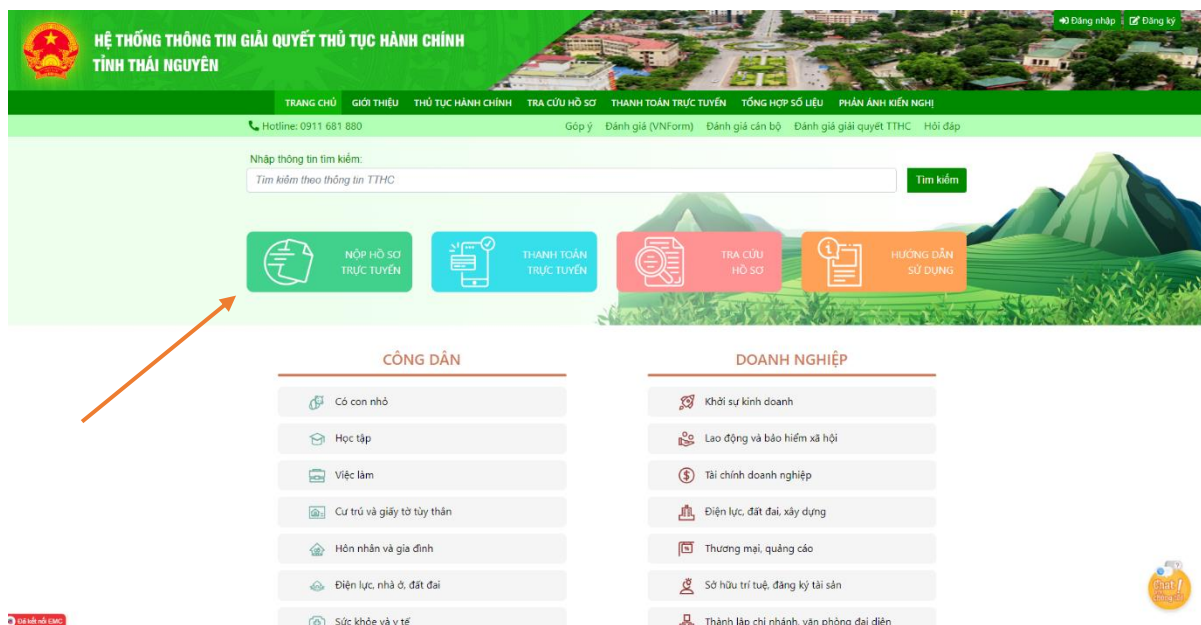 Đăng nhập | Đăng ký
HỆ THỐNG THÔNG TIN GIẢI QUYẾT THỦ TỤC HÀNH CHÍNH
TỈNH THÁI NGUYÊN
TRANG CHỦ GIỚI THIỆU THỦ TỤC HÀNH CHÍNH TRA CỨU HỒ SƠ THANH TOÁN TRỰC TUYẾN TỔNG HỢP SỐ LIỆU PHẢN ÁNH KIẾN NGHỊ
Hotline: 0911 681 880 Góp ý Đánh giá (VNForm) Đánh giá cán bộ Đánh giá giải quyết TTHC Hỏi đáp
Nhập thông tin tìm kiếm:
Tìm kiếm theo thông tin TTHC Tìm kiếm
NỘP HỒ SƠ
TRỰC TUYẾN
THANH TOÁN
TRỰC TUYẾN
TRA CỨU
HỒ SƠ
HƯỚNG DẪN
SỬ DỤNG
CÔNG DÂN
Có con nhỏ
Học tập
Việc làm
Cư trú và giấy tờ tùy thân
Hôn nhân và gia đình
Điện lực, nhà ở, đất đai
Sức khỏe và y tế
DOANH NGHIỆP
Khởi sự kinh doanh
Lao động và bảo hiểm xã hội
Tài chính doanh nghiệp
Điện lực, đất đai, xây dựng
Thương mại, quảng cáo
Sở hữu trí tuệ, đăng ký tài sản
Thành lập chi nhánh, văn phòng đại diện
Chat
Đã kết nối EMC